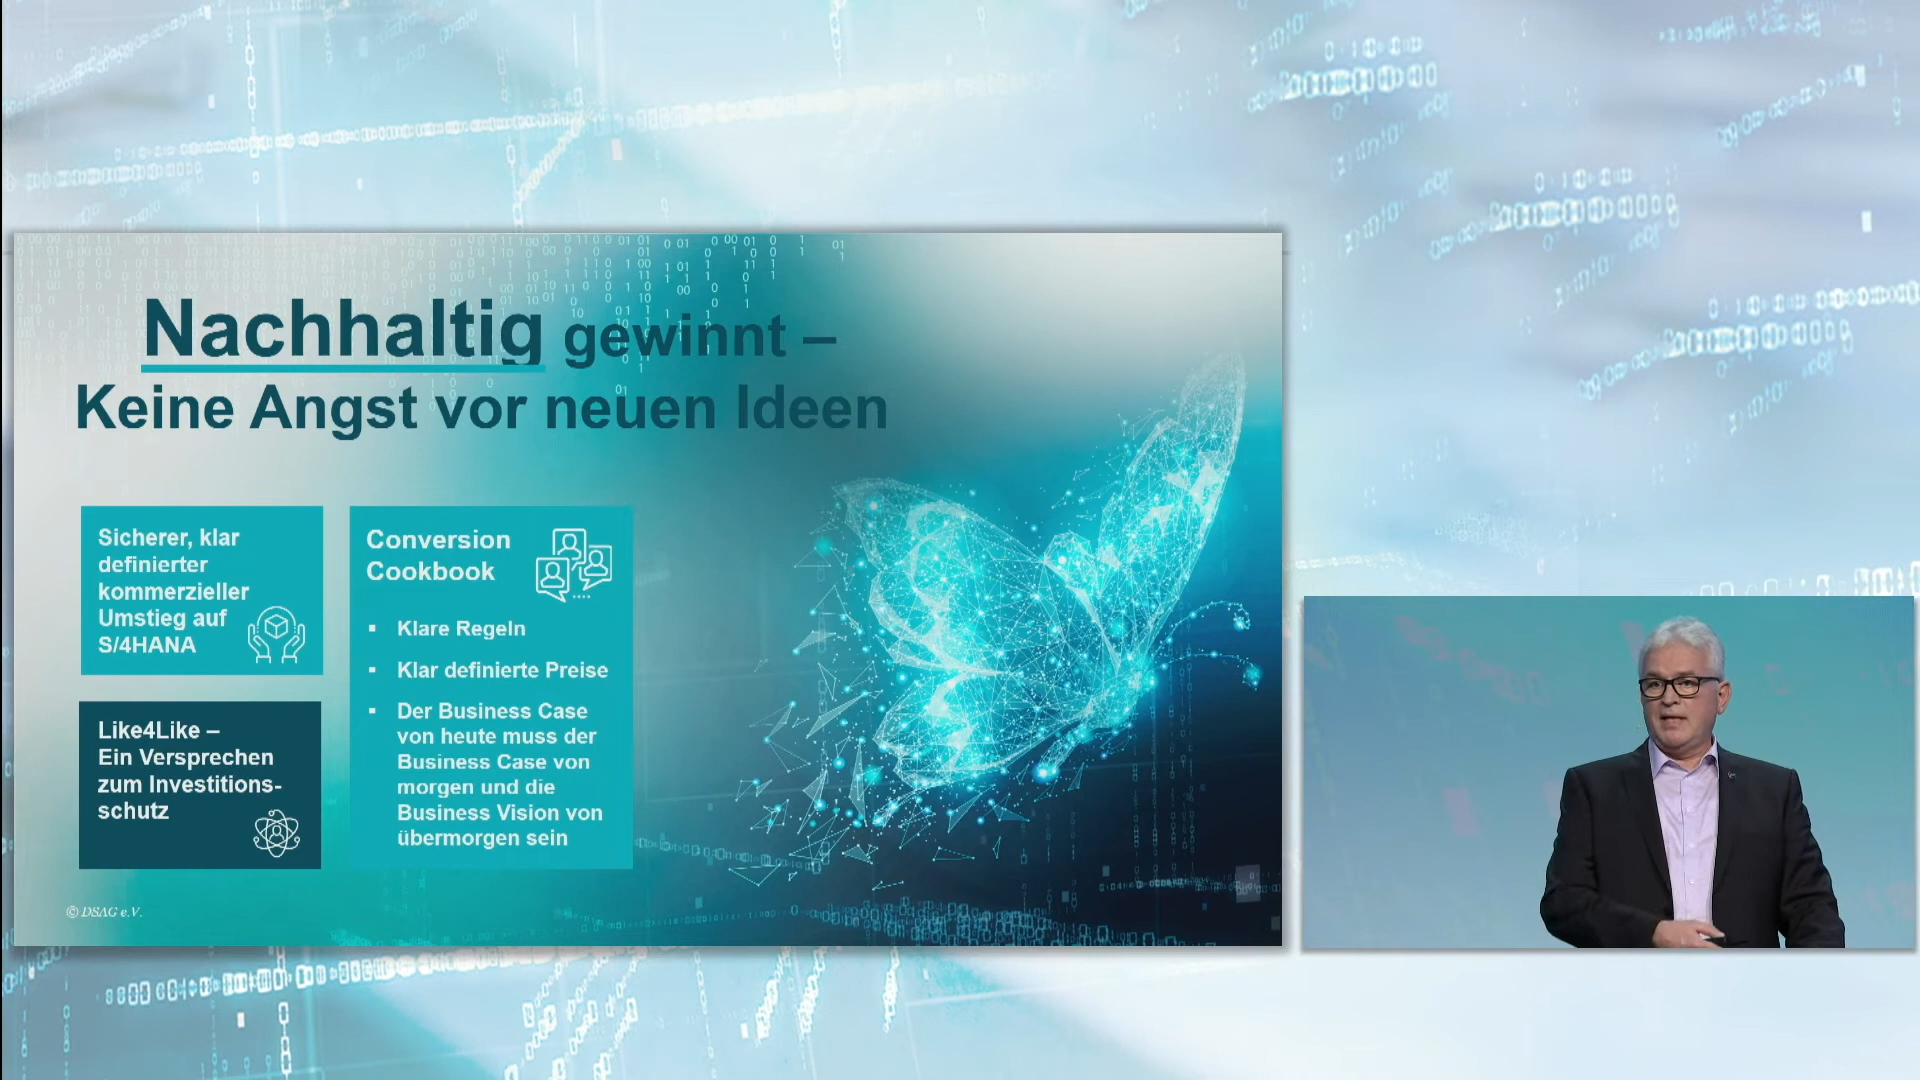 Nachhaltig gewinnt –
Keine Angst vor neuen Ideen
Sicherer, klar
definierter
kommerzieller
Umstieg auf
S/4HANA
Like4Like –
Ein Versprechen
zum Investitions-
schutz
Conversion
Cookbook
▪ Klare Regeln
▪ Klar definierte Preise
▪ Der Business Case
von heute muss der
Business Case von
morgen und die
Business Vision von
übermorgen sein
© DSAG e.V.